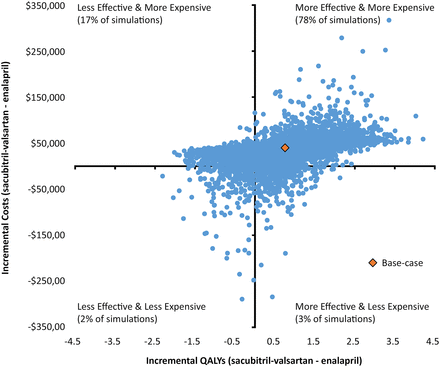 $350,000
Less Effective & More Expensive
(17% of simulations)
More Effective & More Expensive
(78% of simulations)
$250,000
$150,000
$50,000
-$50,000
-$150,00
-$250,00
-$350,00
Base-case
Less Effective & Less Expensive
(2% of simulations)
More Effective & Less Expensive
(3% of simulations)
-4.5 -3.5 -2.5 -1.5 -0.5 0.5 1.5 2.5 3.5 4.5
Incremental QALYs (sacubitril-valsartan - enalapril)
Incremental Costs (sacubitril-valsartan - enalapril)